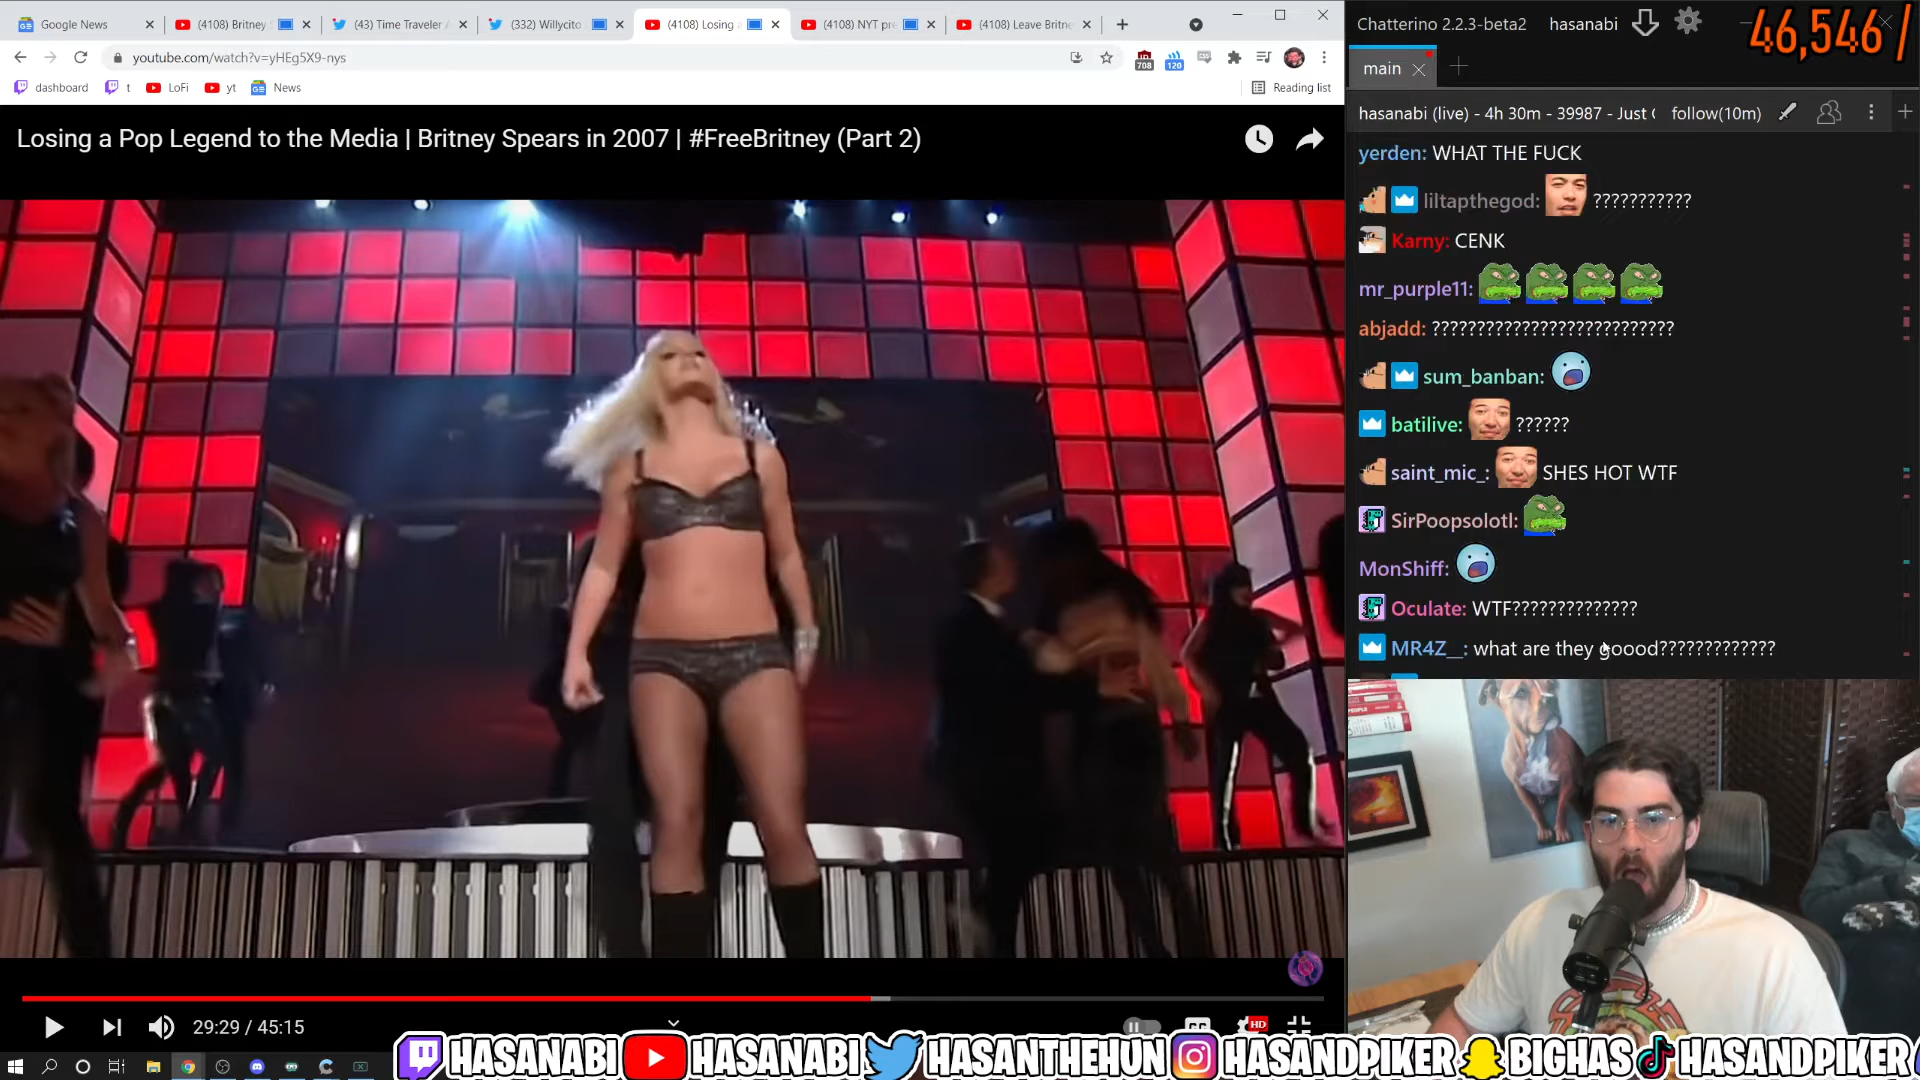 Google News
(4108) Britney
(43) Time Traveler
(332) Willycito
(4108) Losing
(4108) NYT pre
(4108) Leave Britne
youtube.com/watch?v=yHEg5X9-nys
708
120
dashboard
t
LoFi
yt
News
Reading list
Losing a Pop Legend to the Media | Britney Spears in 2007 | #FreeBritney (Part 2)
29:29 / 45:15
HD
Chatterino 2.2.3-beta2
hasanabi
46,546 /
main
hasanabi (live) - 4h 30m - 39987 - Just
follow(10m)
yerden: WHAT THE FUCK
liltapthegod: ???????????
Karny: CENK
mr_purple11:
abjadd: ???????????????????????????
sum_banban:
batilive: ??????
saint_mic_: SHES HOT WTF
SirPoopsolotl:
MonShiff:
Oculate: WTF??????????????
MR4Z__: what are they goood?????????????
HASANABI
HASANABI
HASANTHEHUN
HASANDPIKER
BIGHAS
HASANDPIKER